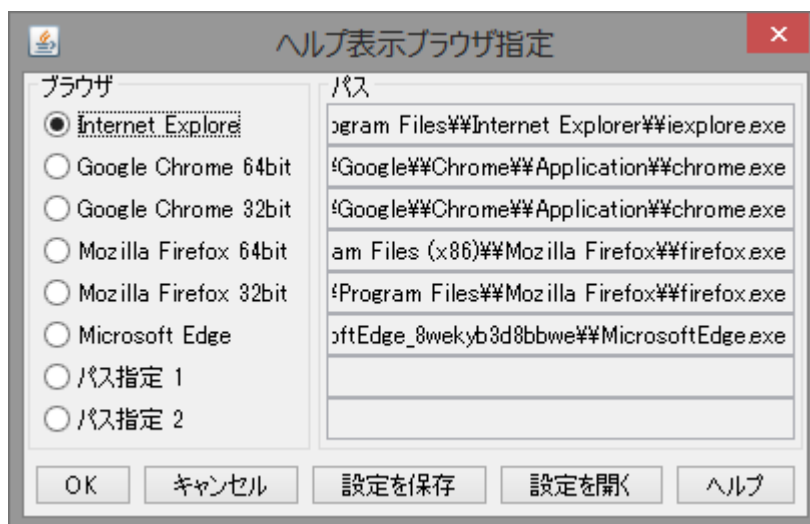 ヘルプ表示ブラウザ指定
ブラウザ
パス
Internet Explore
ogram Files¥¥Internet Explorer¥¥iexplore.exe
Google Chrome 64bit
¥Google¥¥Chrome¥¥Application¥¥chrome.exe
Google Chrome 32bit
¥Google¥¥Chrome¥¥Application¥¥chrome.exe
Mozilla Firefox 64bit
am Files (x86)¥¥Mozilla Firefox¥¥firefox.exe
Mozilla Firefox 32bit
¥Program Files¥¥Mozilla Firefox¥¥firefox.exe
Microsoft Edge
oftEdge_8wekyb3d8bbwe¥¥MicrosoftEdge.exe
パス指定 1
パス指定 2
OK
キャンセル
設定を保存
設定を開く
ヘルプ